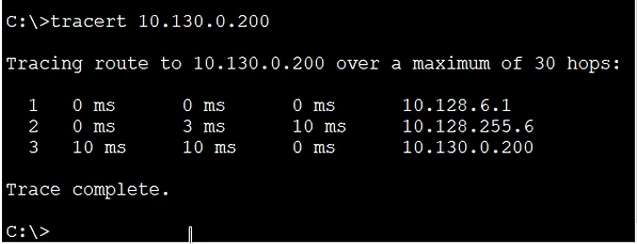 C:\>tracert 10.130.0.200
Tracing route to 10.130.0.200 over a maximum of 30 hops:
1 0 ms 0 ms 0 ms 10.128.6.1
2 0 ms 3 ms 10 ms 10.128.255.6
3 10 ms 10 ms 0 ms 10.130.0.200
Trace complete.
C:\>